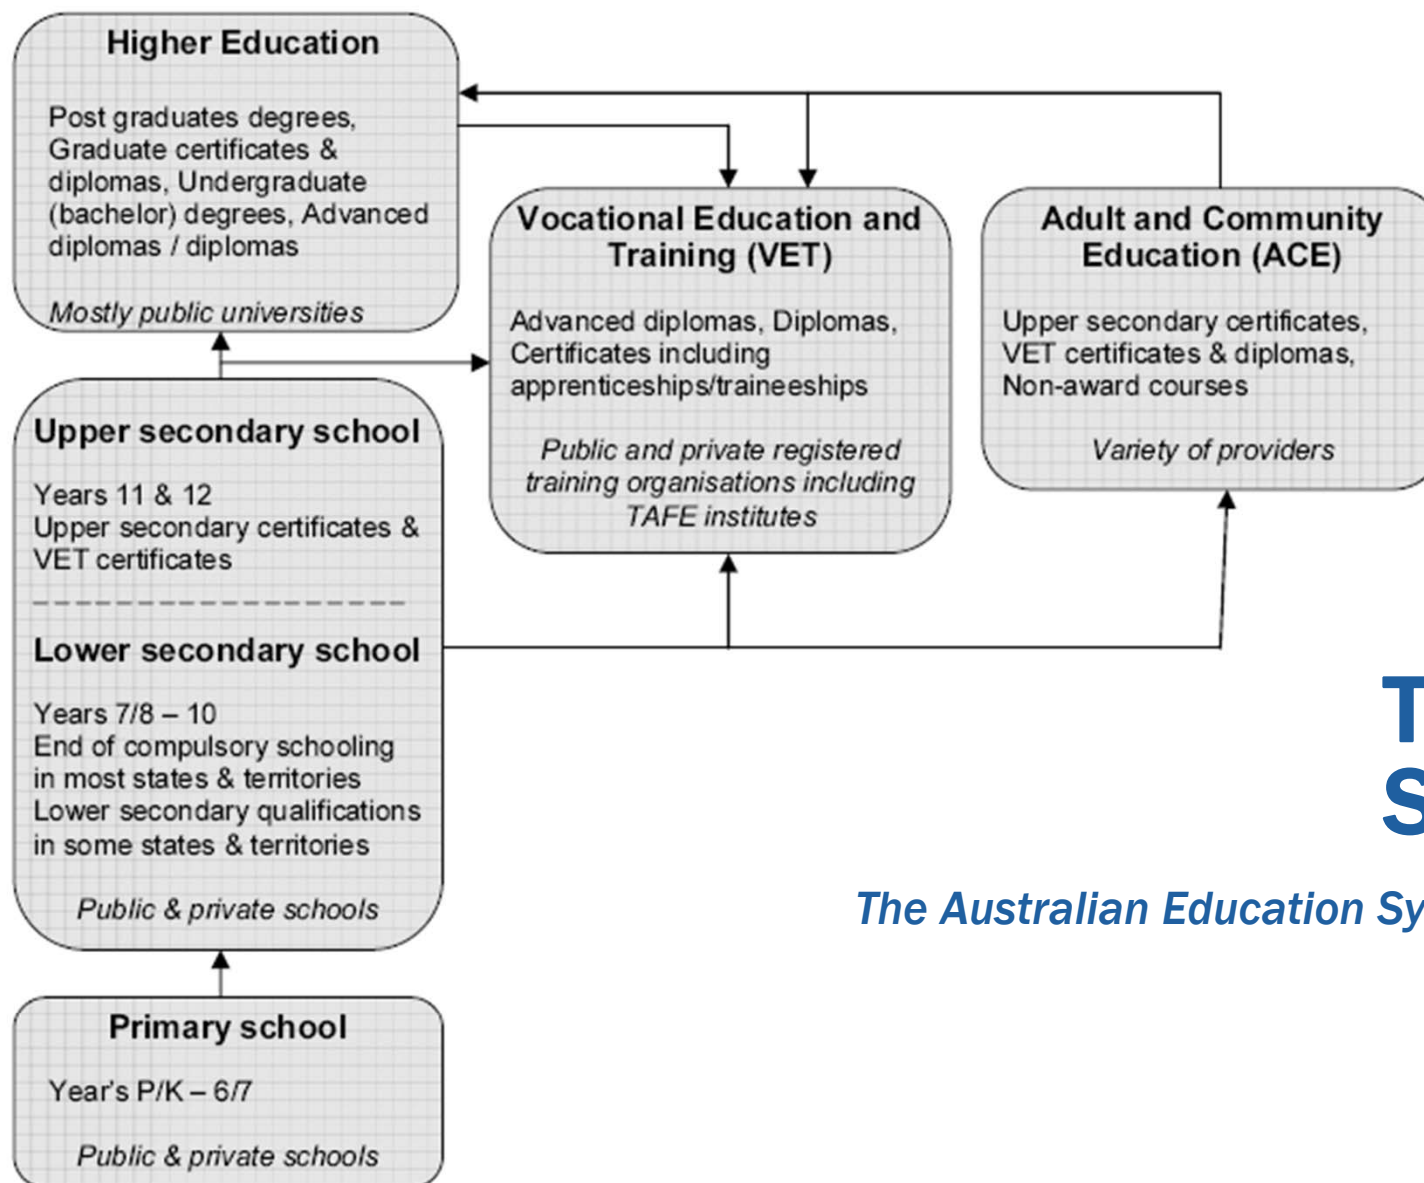 Higher Education
Post graduates degrees,
Graduate certificates &
diplomas, Undergraduate
(bachelor) degrees, Advanced
diplomas / diplomas
Mostly public universities
Vocational Education and
Training (VET)
Advanced diplomas, Diplomas,
Certificates including
apprenticeships/traineeships
Public and private registered
training organisations including
TAFE institutes
Adult and Community
Education (ACE)
Upper secondary certificates,
VET certificates & diplomas,
Non-award courses
Variety of providers
Upper secondary school
Years 11 & 12
Upper secondary certificates &
VET certificates
Lower secondary school
Years 7/8 – 10
End of compulsory schooling
in most states & territories
Lower secondary qualifications
in some states & territories
Public & private schools
Primary school
Year's P/K – 6/7
Public & private schools
T
S
The Australian Education Sy